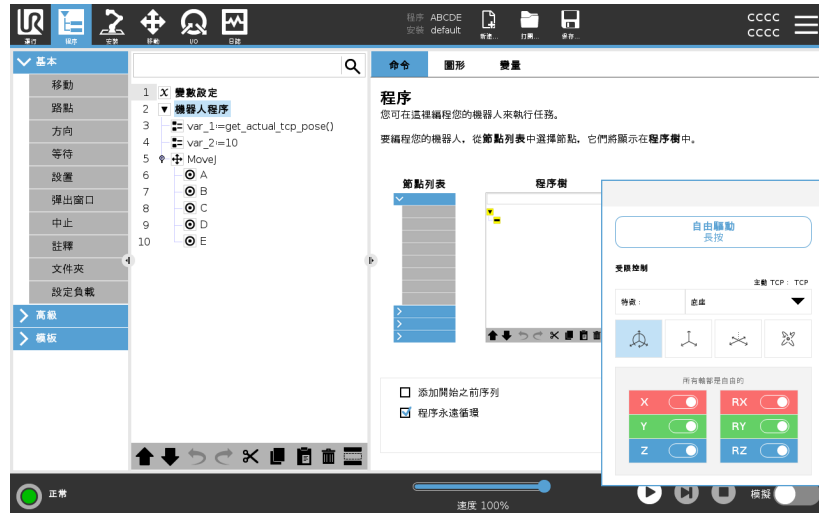 UR
運行
程序
安裝
移動
I/O
日誌
程序 ABCDE
安裝 default
新建...
打開...
保存...
CCCC
CCCC
基本
移動
路點
方向
等待
設置
彈出窗口
中止
註釋
文件夾
設定負載
高級
模板
1 X 變數設定
2 機器人程序
3 var_1:=get_actual_tcp_pose()
4 var_2:=10
5 MoveJ
6 A
7 B
8 C
9 D
10 E
命令 圖形 變量
程序
您可在這裡編程您的機器人來執行任務。
要編程您的機器人，從節點列表中選擇節點，它們將顯示在程序樹中。
節點列表 程序樹
添加開始之前序列
程序永遠循環
自由驅動
長按
受限控制
主動 TCP： TCP
特徵： 底座
所有軸都是自由的
X RX
Y RY
Z RZ
正常
速度 100%
模擬